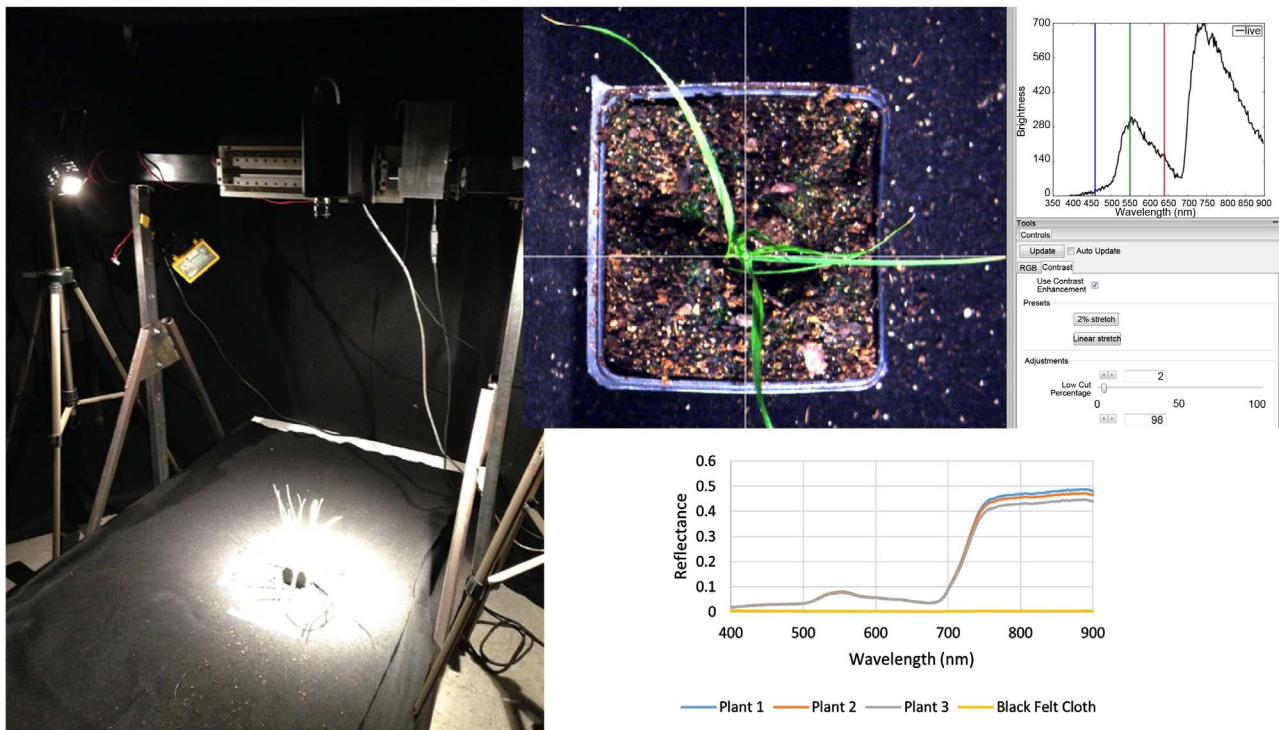 700
560
420
280
140
0
Brightness
live
350 400 450 500 550 600 650 700 750 800 850 900
Wavelength (nm)
Tools
Controls
Update Auto Update
RGB Contrast
Use Contrast
Enhancement
Presets
2% stretch
Linear stretch
Adjustments
2
Low Cut
Percentage
0 50 100
98
0.6
0.5
0.4
0.3
0.2
0.1
0
Reflectance
400 500 600 700 800 900
Wavelength (nm)
Plant 1 Plant 2 Plant 3 Black Felt Cloth